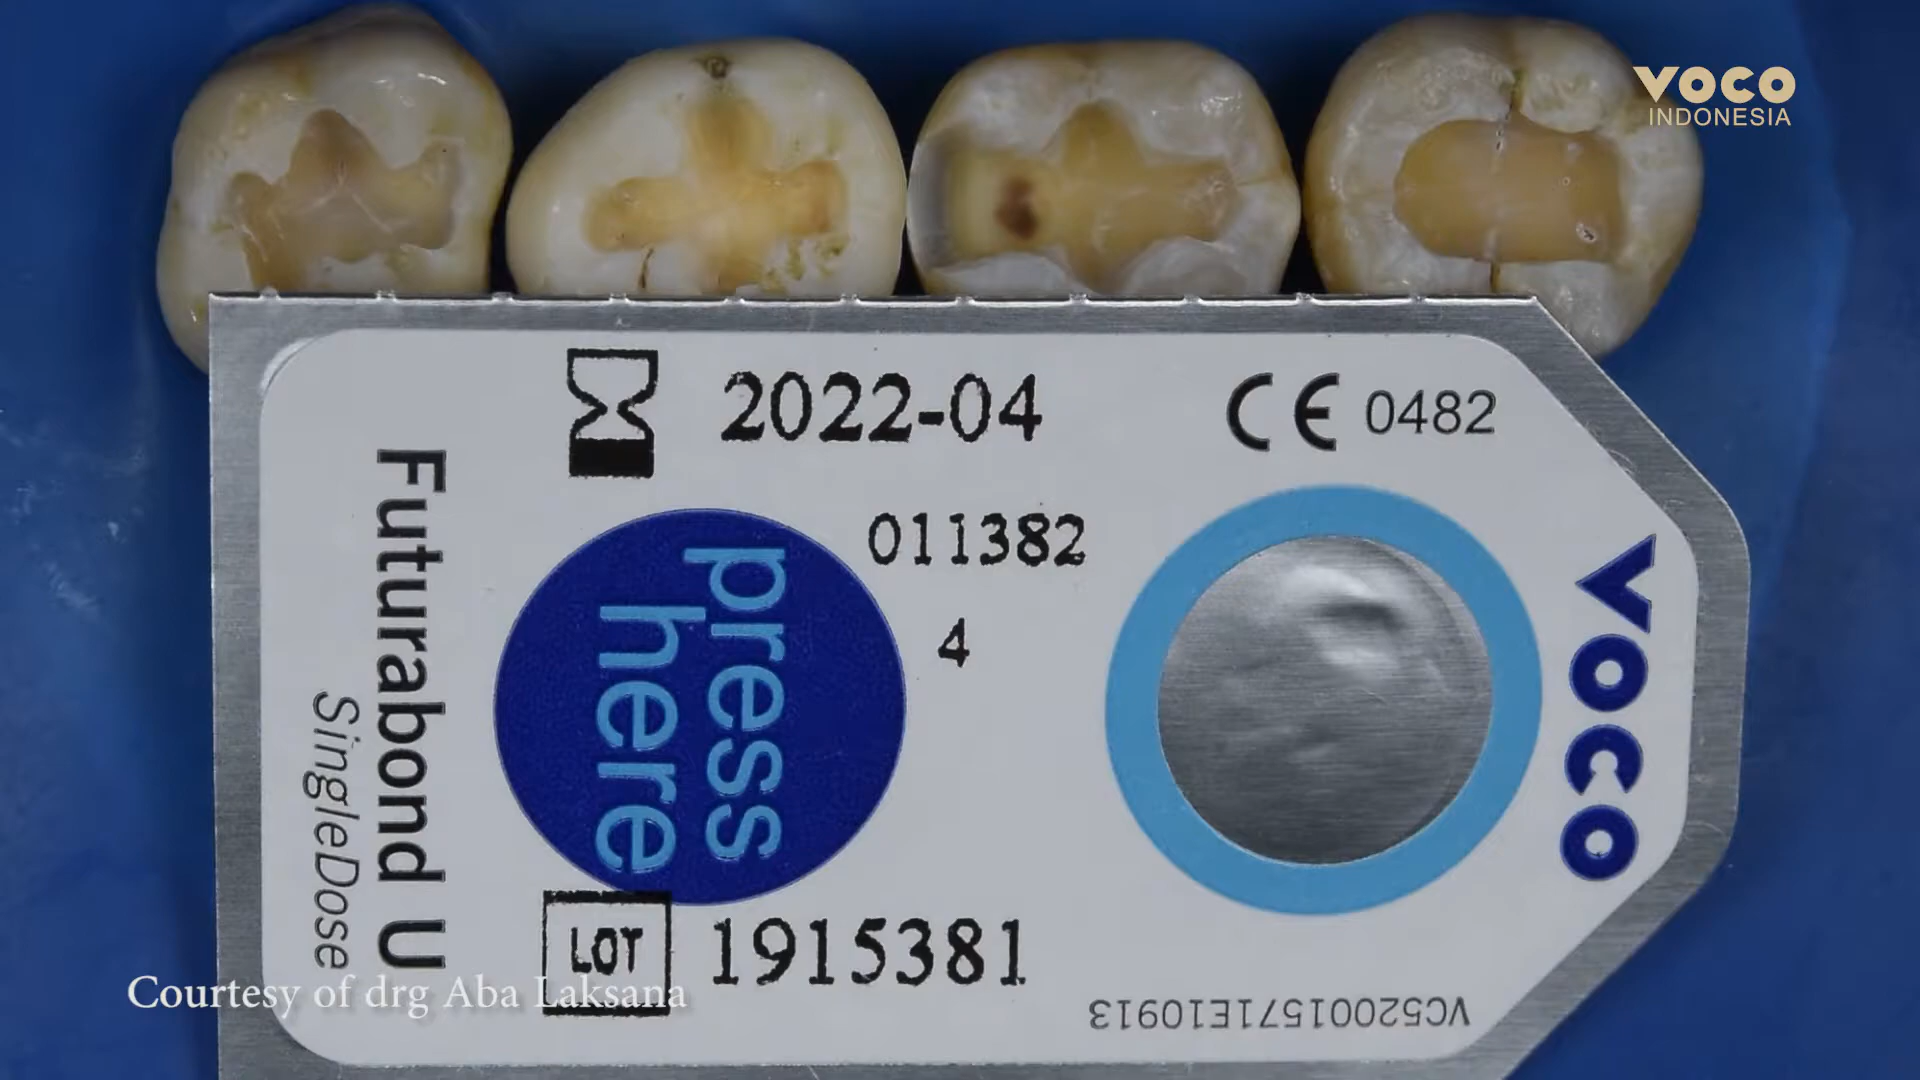 VOCO
INDONESIA
2022-04
CE 0482
011382
4
press
here
Futurabond U
SingleDose
VOCO
LOT 1915381
VC52001571E10913
Courtesy of drg Aba Laksana